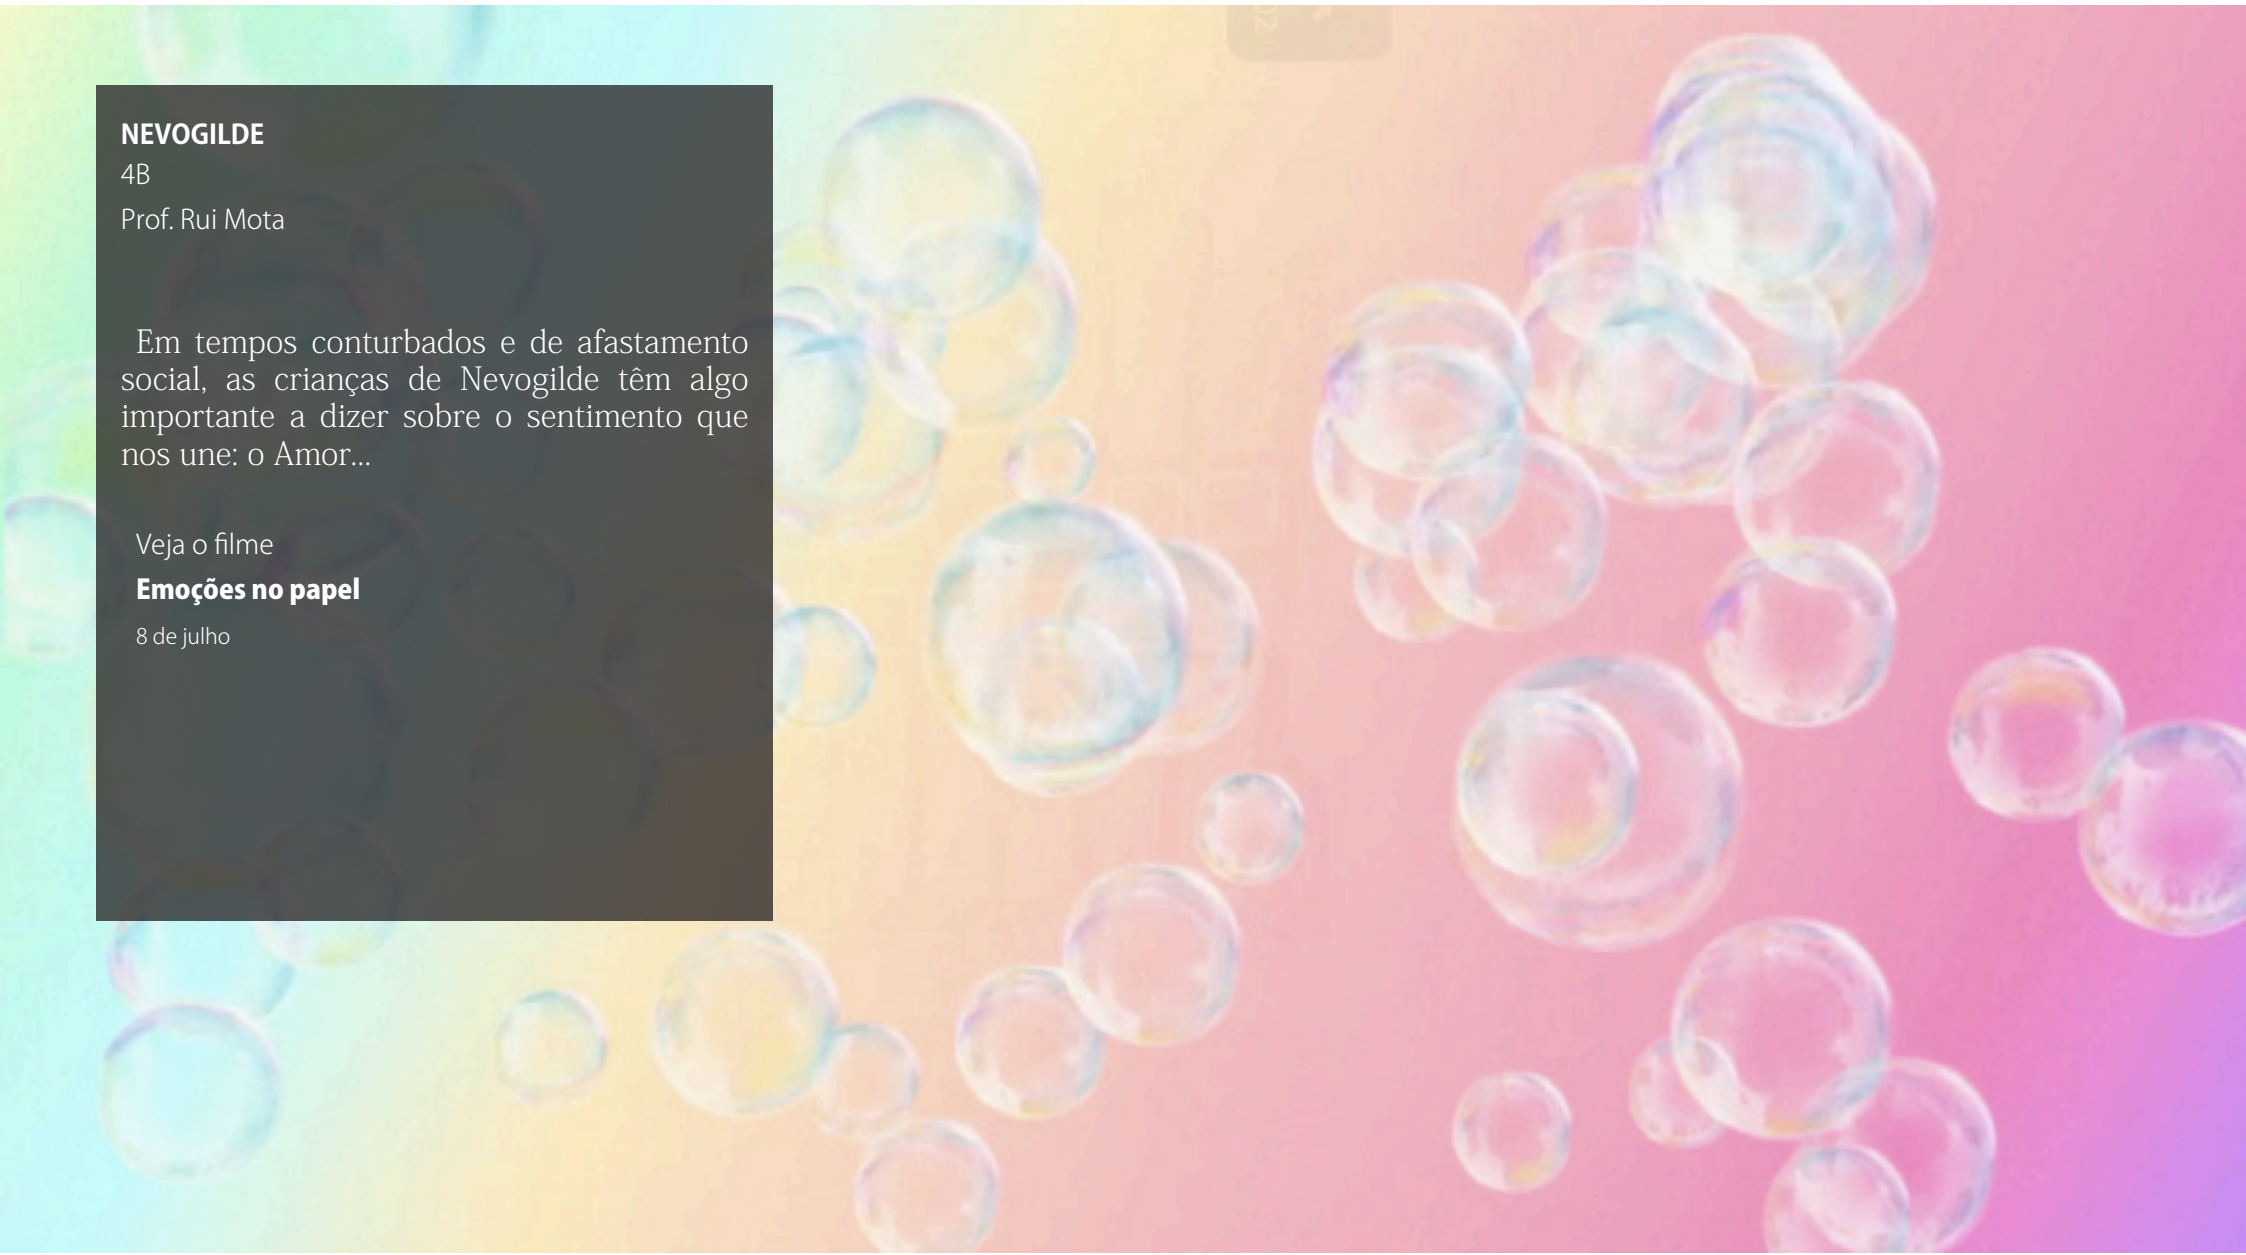 NEVOGILDE
4B
Prof. Rui Mota
Em tempos conturbados e de afastamento
social, as crianças de Nevogilde têm algo
importante a dizer sobre o sentimento que
nos une: o Amor...
Veja o filme
Emoções no papel
8 de julho